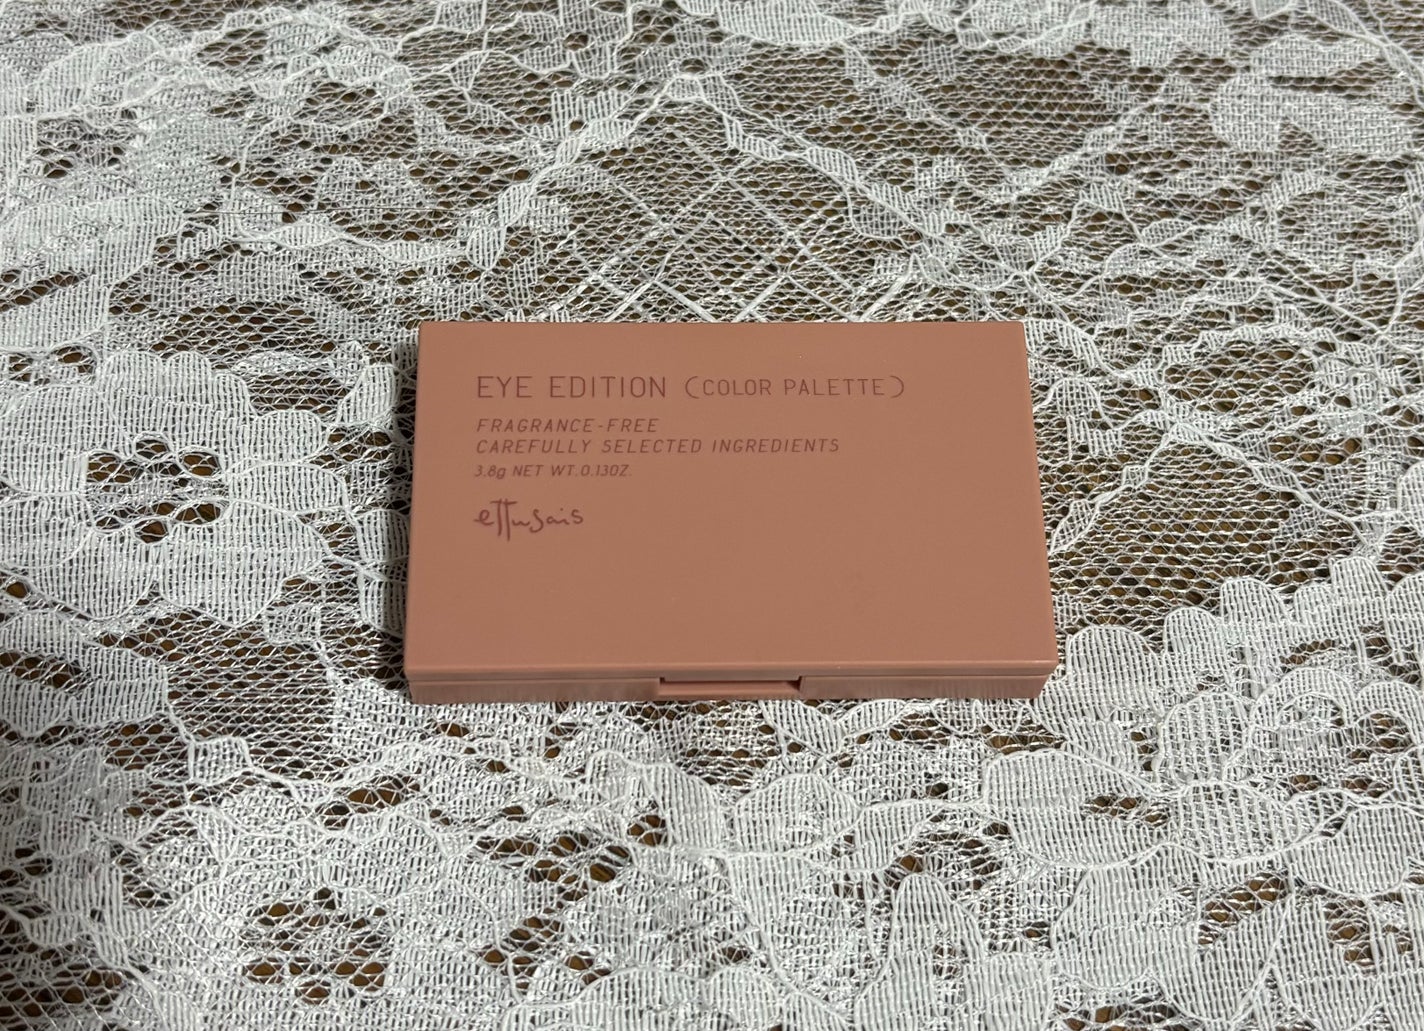 EYE EDITION (COLOR PALETTE)
FRAGRANCE-FREE
CAREFULLY SELECTED INGREDIENTS
3.8g NET WT.0.13OZ.
ettusais